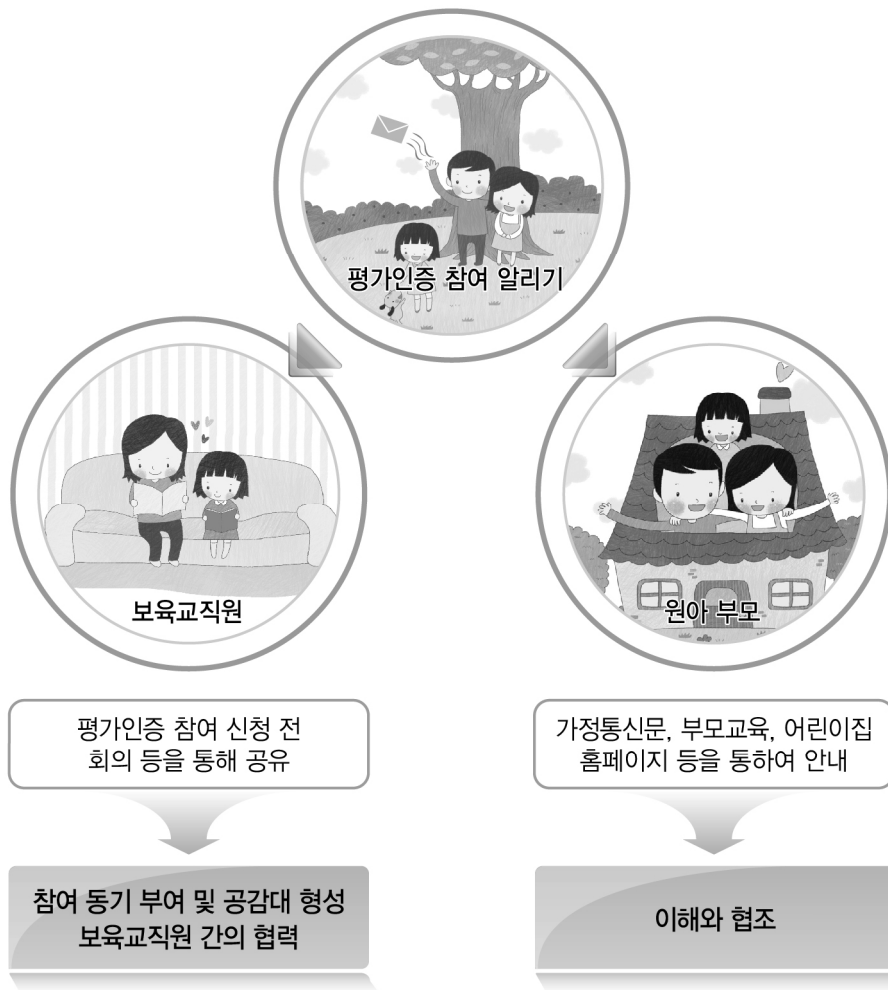 평가인증 참여 알리기
보육교직원
원아 부모
평가인증 참여 신청 전
회의 등을 통해 공유
가정통신문, 부모교육, 어린이집
홈페이지 등을 통하여 안내
참여 동기 부여 및 공감대 형성
보육교직원 간의 협력
이해와 협조